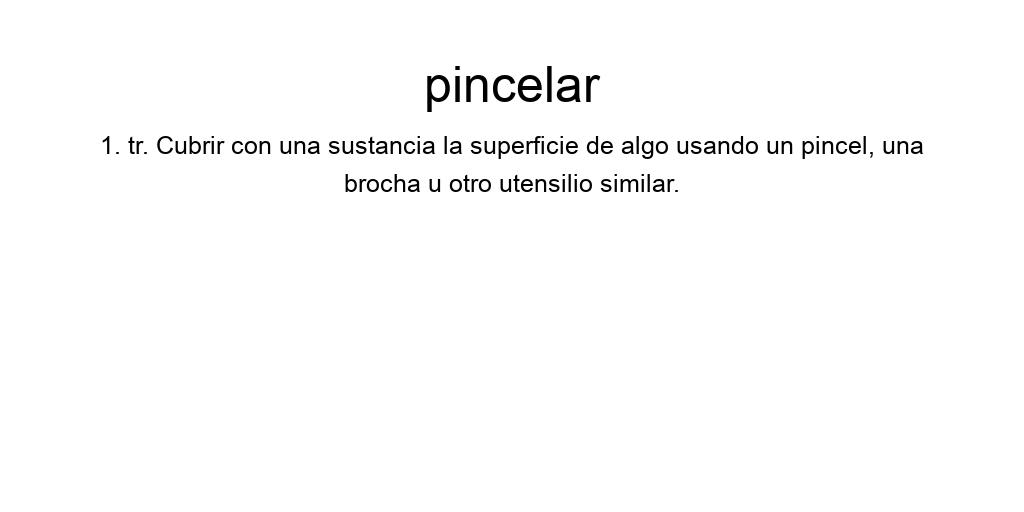 pincelar
1. tr. Cubrir con una sustancia la superficie de algo usando un pincel, una
brocha u otro utensilio similar.